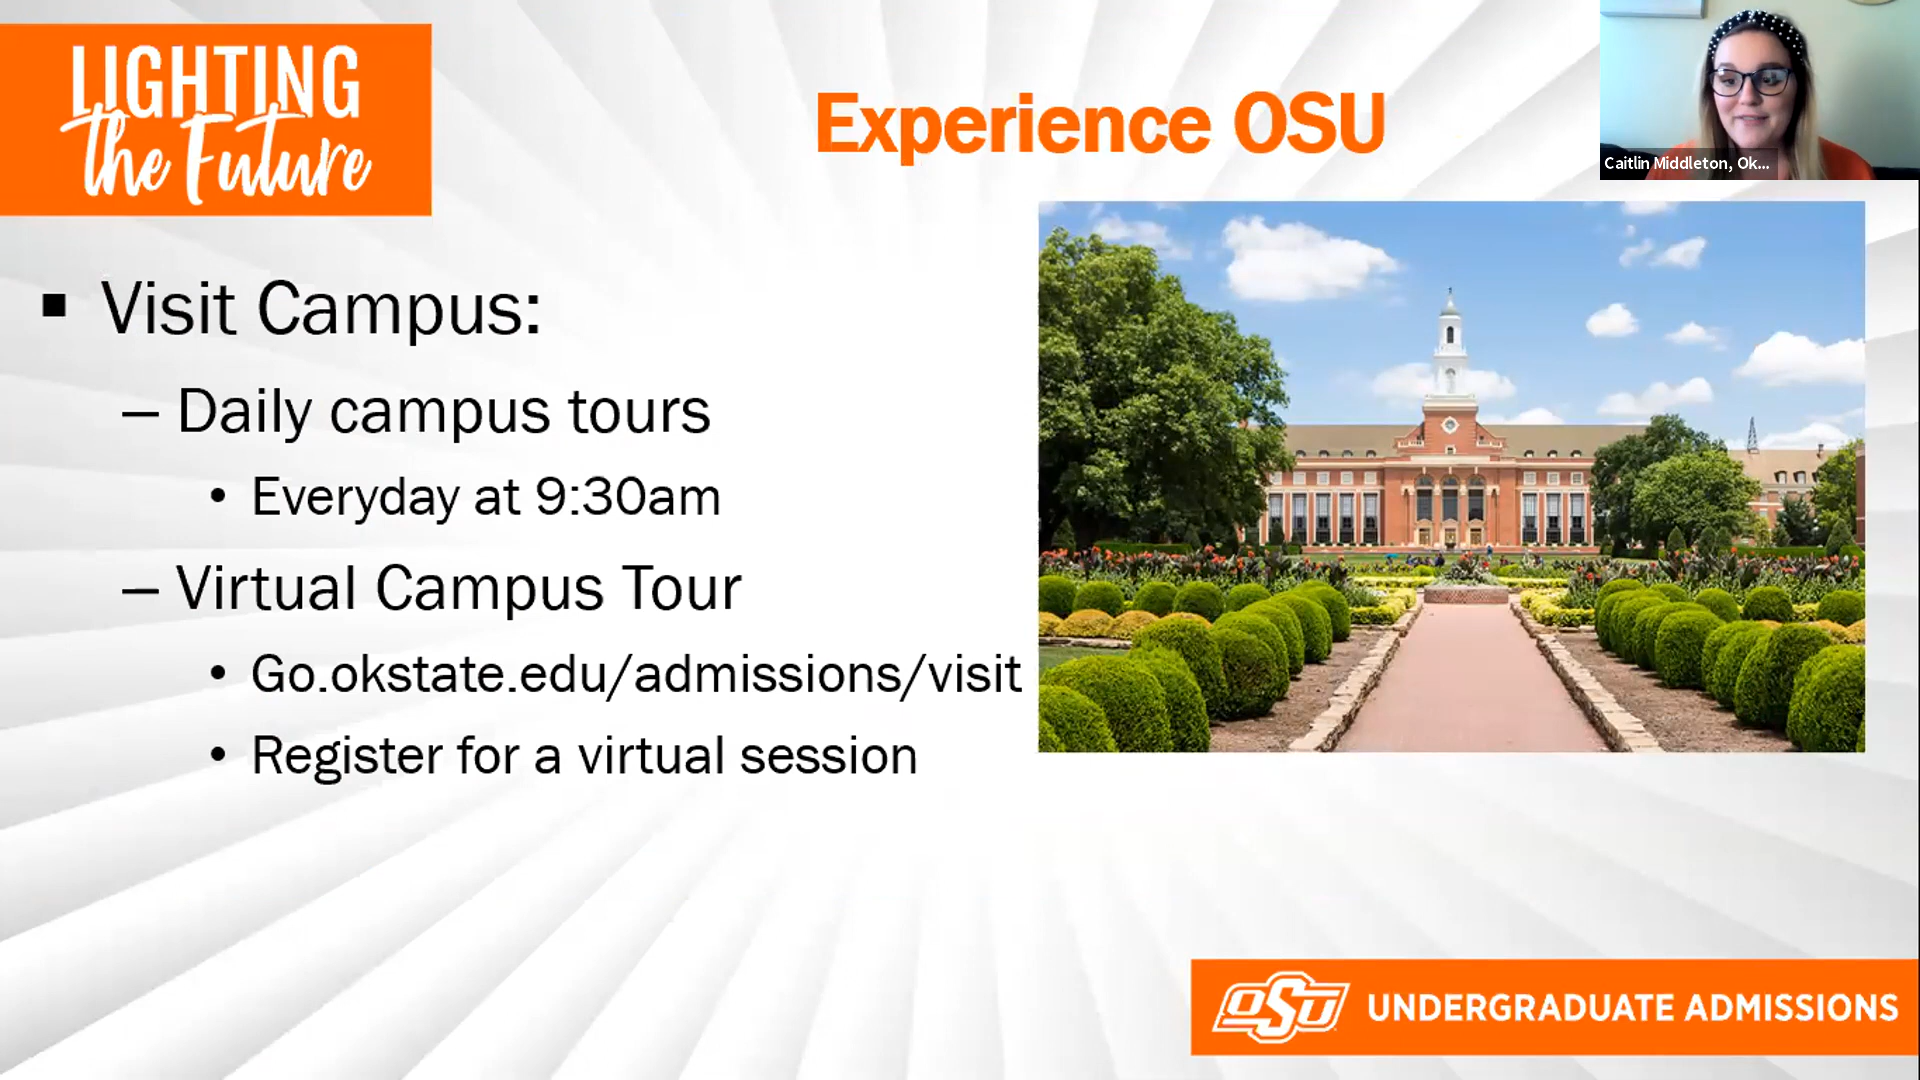 LIGHTING
the Future
Experience OSU
Caitlin Middleton, Ok...
▪ Visit Campus:
– Daily campus tours
• Everyday at 9:30am
– Virtual Campus Tour
• Go.okstate.edu/admissions/visit
• Register for a virtual session
OSU UNDERGRADUATE ADMISSIONS